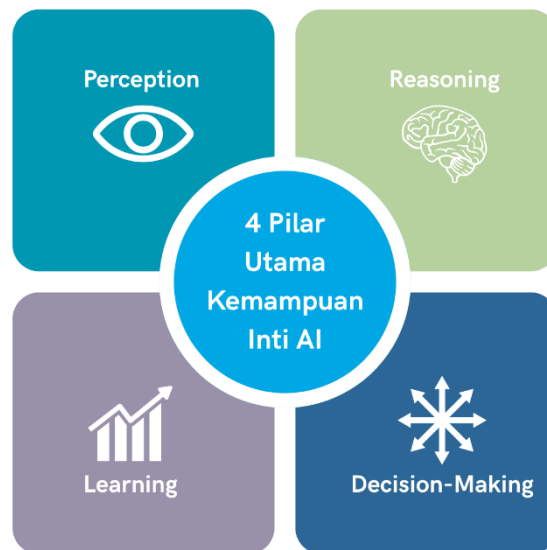 Perception
Reasoning
4 Pilar
Utama
Kemampuan
Inti AI
Learning
Decision-Making